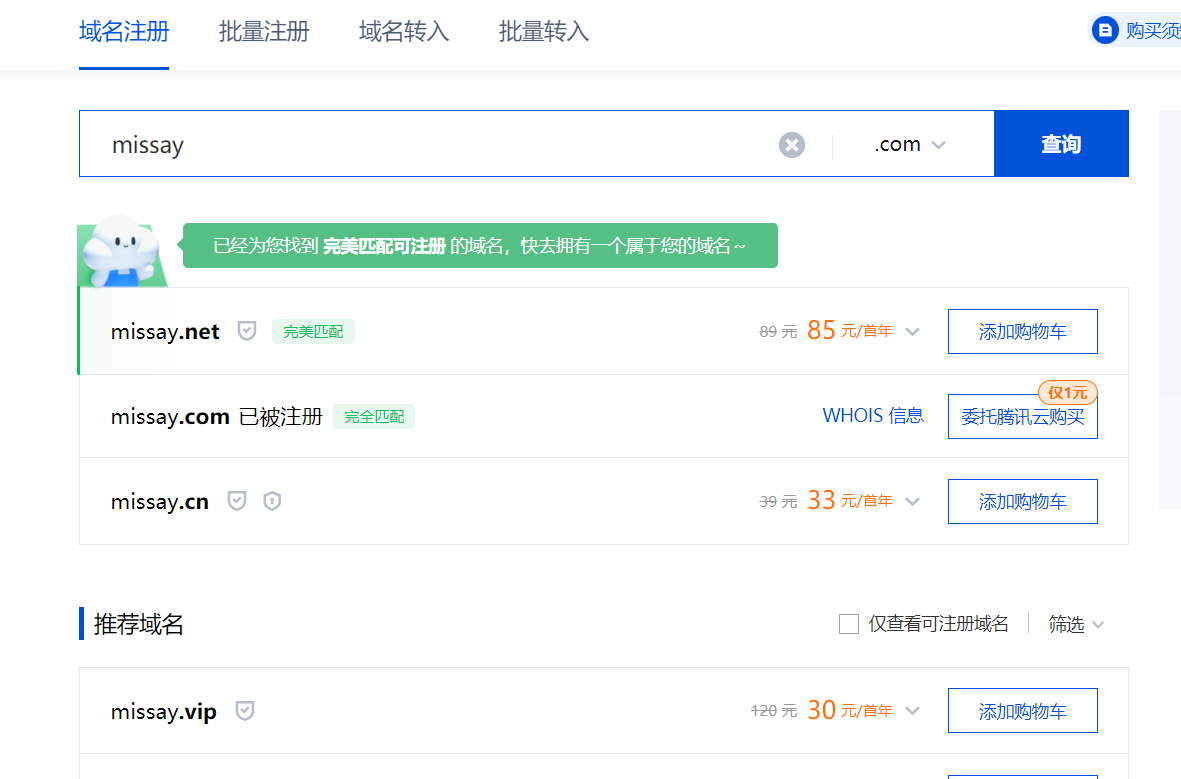 域名注册 批量注册 域名转入 批量转入 购买须
missay .com 查询
已经为您找到 完美匹配可注册 的域名，快去拥有一个属于您的域名～
missay.net 完美匹配 89 元 85 元/首年 添加购物车
仅1元
missay.com 已被注册 完全匹配 WHOIS 信息 委托腾讯云购买
missay.cn 39 元 33 元/首年 添加购物车
推荐域名 仅查看可注册域名 筛选
missay.vip 120 元 30 元/首年 添加购物车